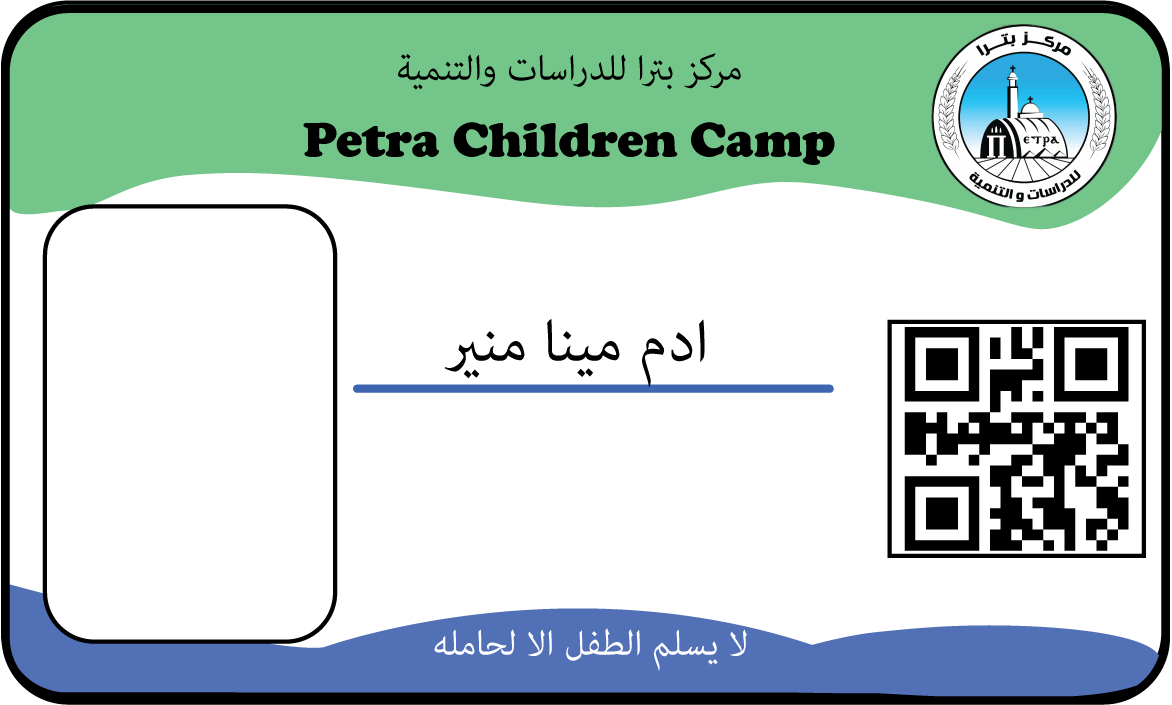 مركز بترا للدراسات والتنمية
Petra Children Camp
مركز بترا
ETPA
للدراسات و التنمية
ادم مينا منير
لا يسلم الطفل الا لحامله